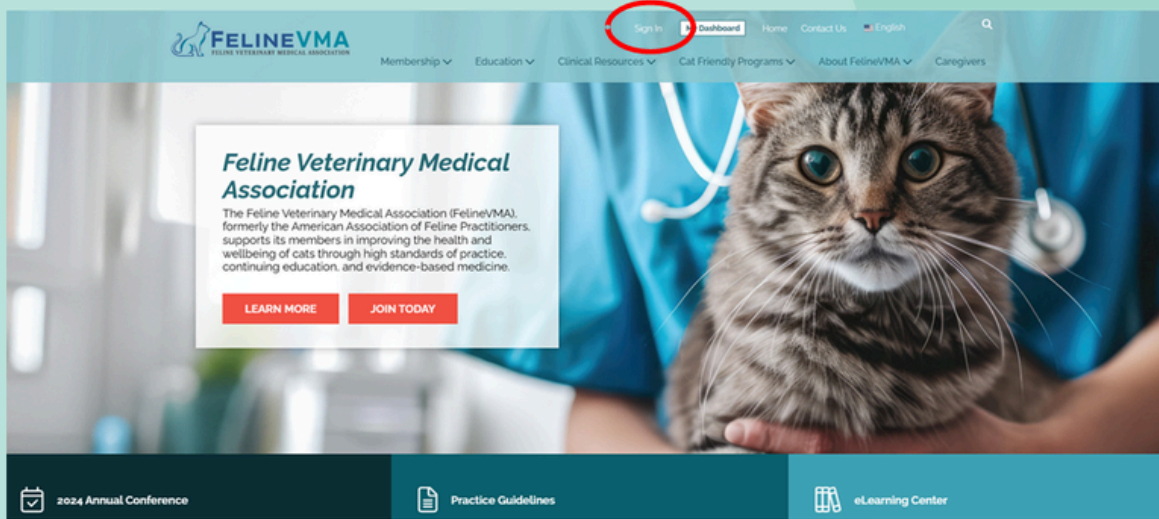 Sign In
My Dashboard
Home
Contact Us
English
FELINEVMA
FELINE VETERINARY MEDICAL ASSOCIATION
Membership
Education
Clinical Resources
Cat Friendly Programs
About FelineVMA
Caregivers
Feline Veterinary Medical
Association
The Feline Veterinary Medical Association (FelineVMA),
formerly the American Association of Feline Practitioners,
supports its members in improving the health and
wellbeing of cats through high standards of practice,
continuing education, and evidence-based medicine.
LEARN MORE
JOIN TODAY
2024 Annual Conference
Practice Guidelines
eLearning Center